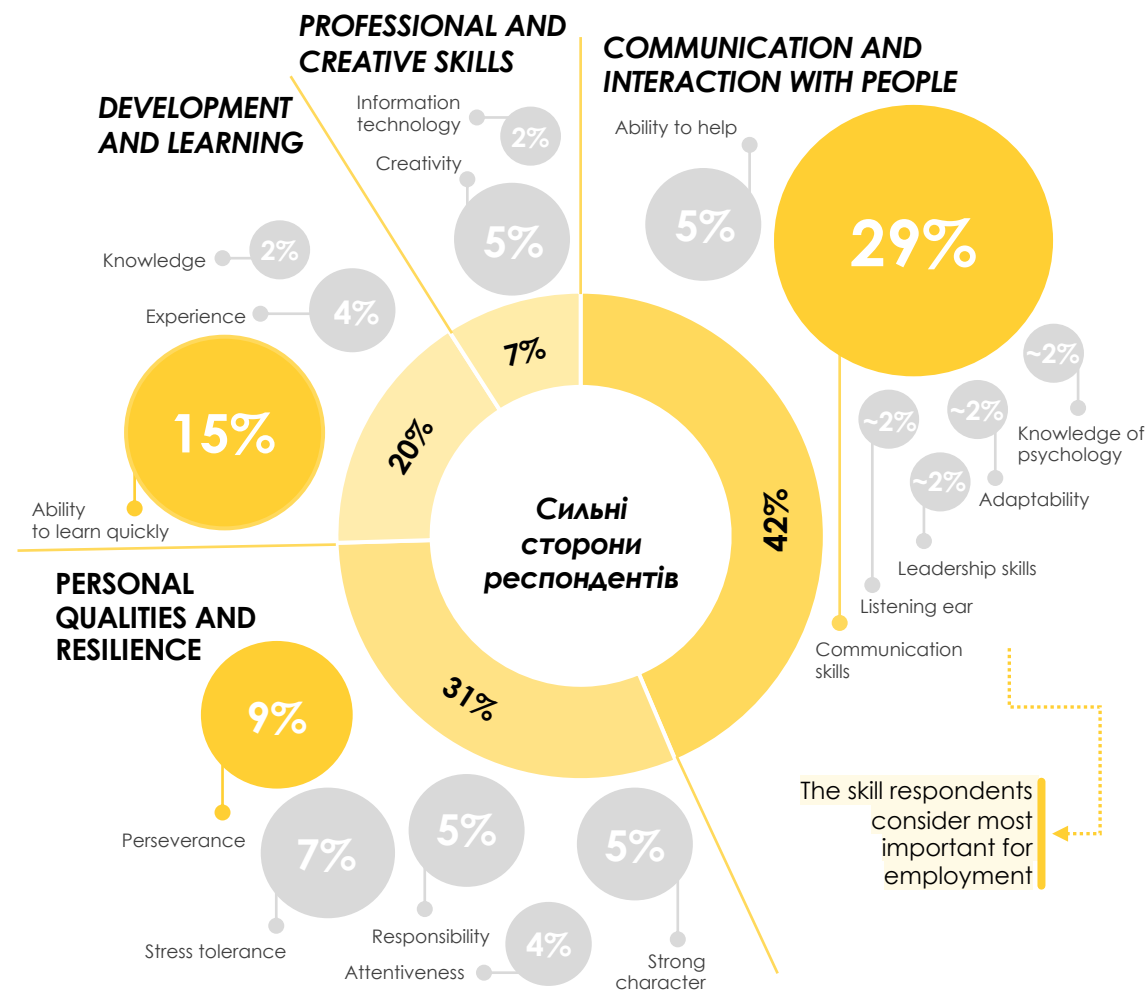 PROFESSIONAL AND
CREATIVE SKILLS
Information
technology
2%
Creativity
5%
COMMUNICATION AND
INTERACTION WITH PEOPLE
Ability to help
5%
29%
~2%
Knowledge of
psychology
~2%
Adaptability
~2%
Leadership skills
~2%
Listening ear
Communication
skills
DEVELOPMENT
AND LEARNING
Knowledge
2%
Experience
4%
15%
Ability
to learn quickly
7%
20%
42%
31%
Сильні
сторони
респондентів
PERSONAL
QUALITIES AND
RESILIENCE
9%
Perseverance
7%
Stress tolerance
5%
Responsibility
4%
Attentiveness
5%
Strong
character
The skill respondents
consider most
important for
employment